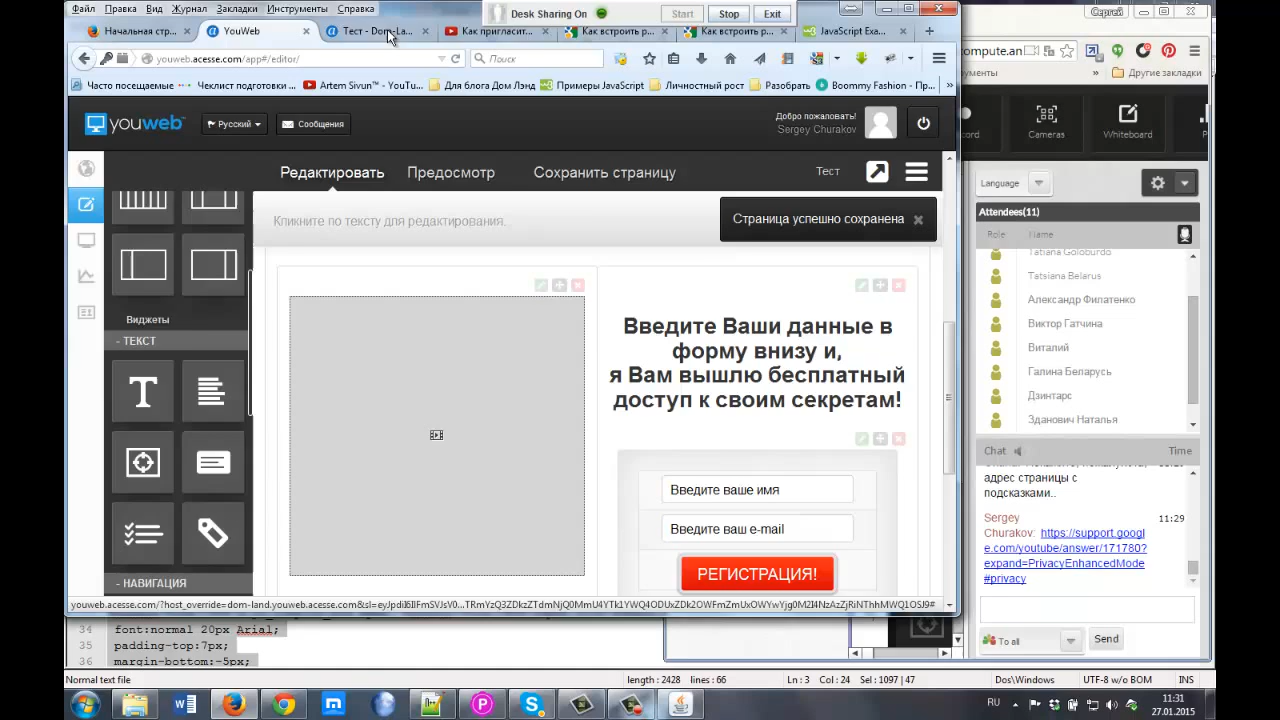 Файл Правка Вид Журнал Закладки Инструменты Справка
Desk Sharing On Start Stop Exit
Сергей
Начальная стр...
YouWeb
Тест - Dom-La...
Как пригласит...
Как встроить р...
Как встроить р...
JavaScript Exa...
youweb.acesse.com/app#/editor/
Поиск
compute.an
Часто посещаемые
Чеклист подготовки ...
Artem Sivun™ - YouTu...
Для блога Дом Лэнд
Примеры JavaScript
Личностный рост
Разработки
Boommy Fashion - Пр...
Другие закладки
youweb
Русский
Сообщения
Добро пожаловать!
Sergey Churakov
Cameras
Whiteboard
Редактировать
Предосмотр
Сохранить страницу
Тест
Language
Кликните по тексту для редактирования.
Страница успешно сохранена
Attendees(11)
Role Name
Tatiana Goloburdo
Tatsiana Belarus
Александр Филатенко
Виктор Гатчина
Виталий
Галина Беларусь
Дзинтарс
Зданович Наталья
Виджеты
- ТЕКСТ
- НАВИГАЦИЯ
Введите Ваши данные в
форму внизу и,
я Вам вышлю бесплатный
доступ к своим секретам!
Введите ваше имя
Введите ваш e-mail
РЕГИСТРАЦИЯ!
Chat Time
адрес страницы с
подсказками..
Sergey 11:29
Churakov: https://support.googl
e.com/youtube/answer/171780?
expand=PrivacyEnhancedMode
#privacy
To all
Send
34 font:normal 20px Arial;
35 padding-top:7px;
36 margin-bottom:-5px;
Normal text file
length : 2428 lines : 66
Ln : 3 Col : 24 Sel : 1097 | 47
Dos\Windows
UTF-8 w/o BOM
INS
RU
11:31
27.01.2015